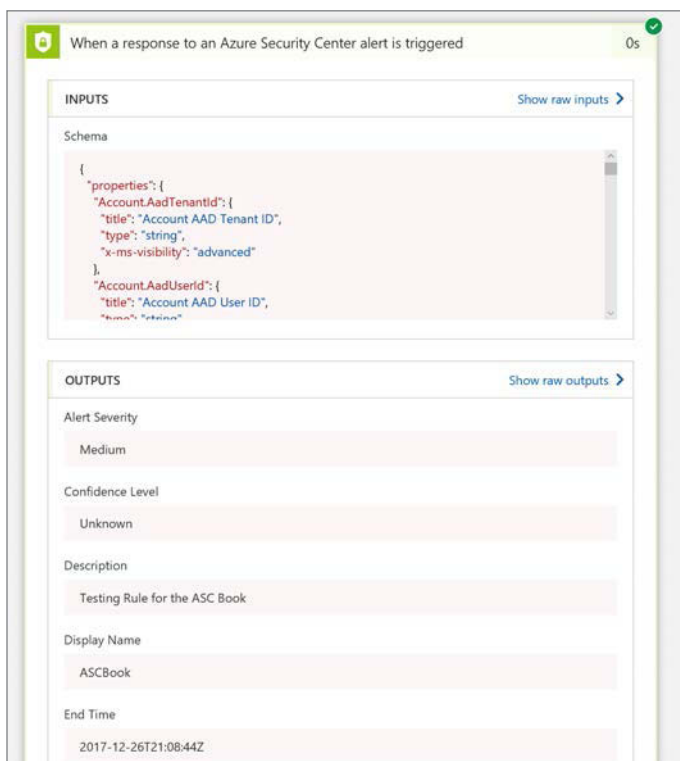 When a response to an Azure Security Center alert is triggered 0s
INPUTS Show raw inputs
Schema
{
"properties": {
"Account.AadTenantId": {
"title": "Account AAD Tenant ID",
"type": "string",
"x-ms-visibility": "advanced"
},
"Account.AadUserId": {
"title": "Account AAD User ID",
"type": "string"
OUTPUTS Show raw outputs
Alert Severity
Medium
Confidence Level
Unknown
Description
Testing Rule for the ASC Book
Display Name
ASCBook
End Time
2017-12-26T21:08:44Z